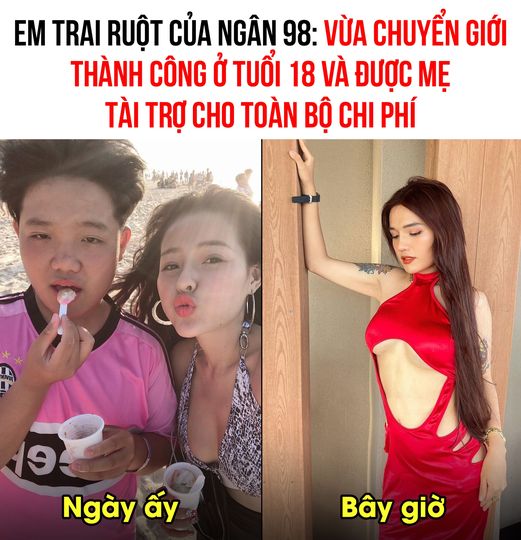 EM TRAI RUỘT CỦA NGÂN 98: VỪA CHUYỂN GIỚI
THÀNH CÔNG Ở TUỔI 18 VÀ ĐƯỢC MẸ
TÀI TRỢ CHO TOÀN BỘ CHI PHÍ
Jeep
Ngày ấy
Bây giờ